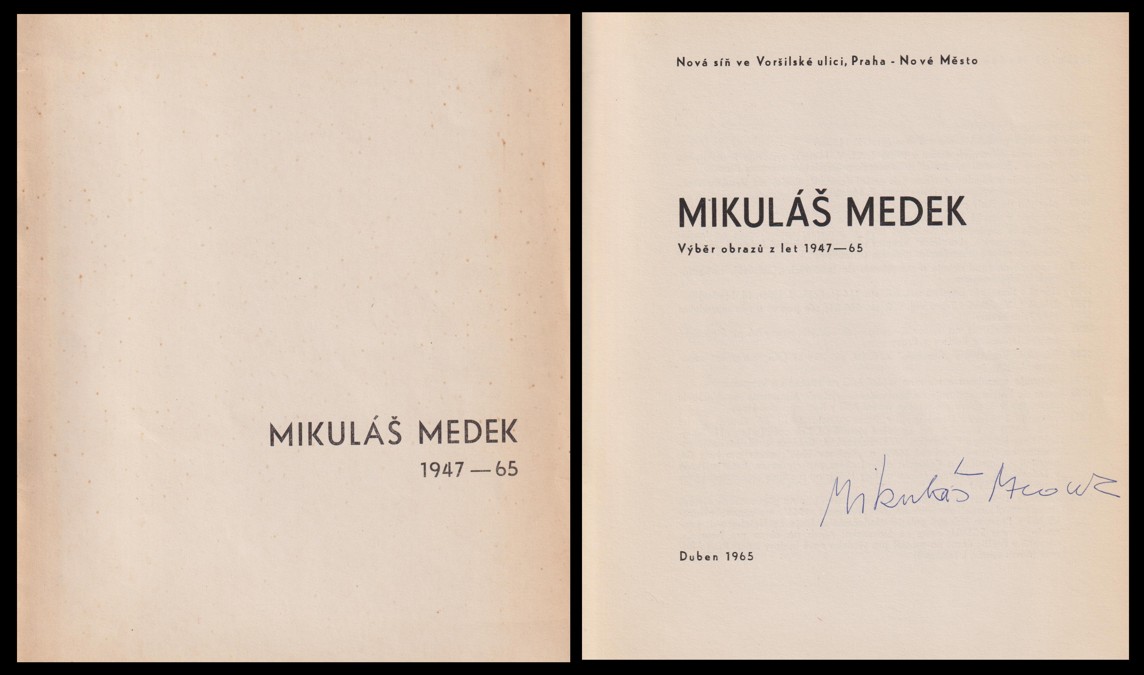 MIKULÁŠ MEDEK
1947 — 65
Nová síň ve Voršilské ulici, Praha - Nové Město
MIKULÁŠ MEDEK
Výběr obrazů z let 1947—65
Mikuláš Medek
Duben 1965